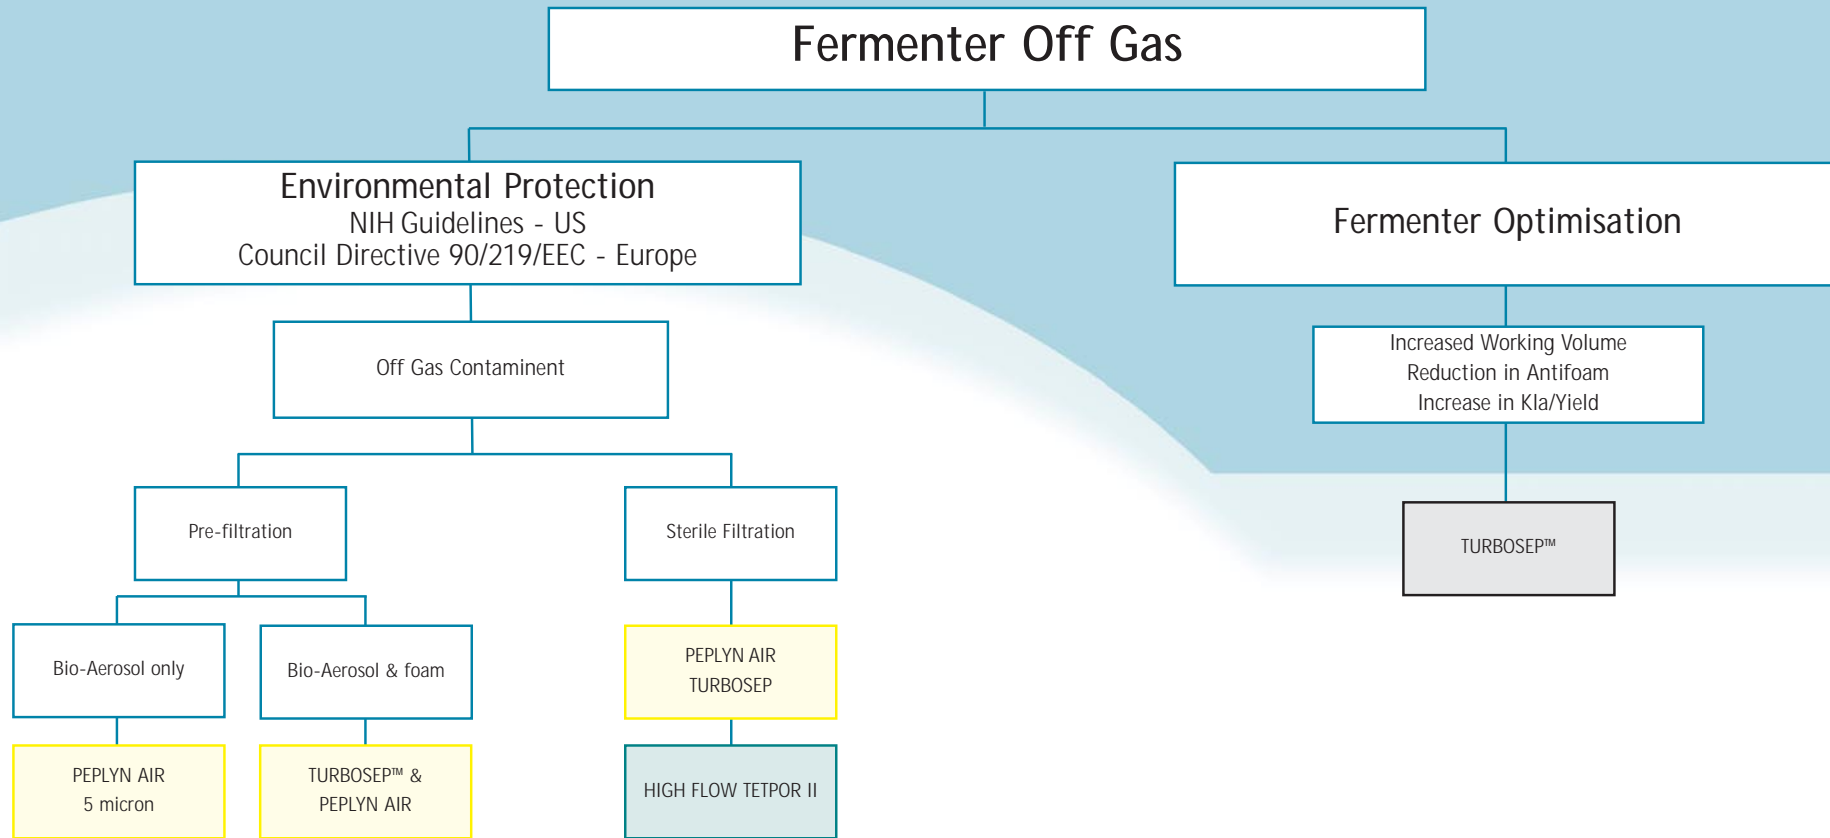 Fermenter Off Gas
Environmental Protection
NIH Guidelines - US
Council Directive 90/219/EEC - Europe
Fermenter Optimisation
Off Gas Contaminent
Increased Working Volume
Reduction in Antifoam
Increase in Kla/Yield
Pre-filtration
Sterile Filtration
TURBOSEP™
Bio-Aerosol only
Bio-Aerosol & foam
PEPLYN AIR
TURBOSEP
PEPLYN AIR
5 micron
TURBOSEP™ &
PEPLYN AIR
HIGH FLOW TETPOR II